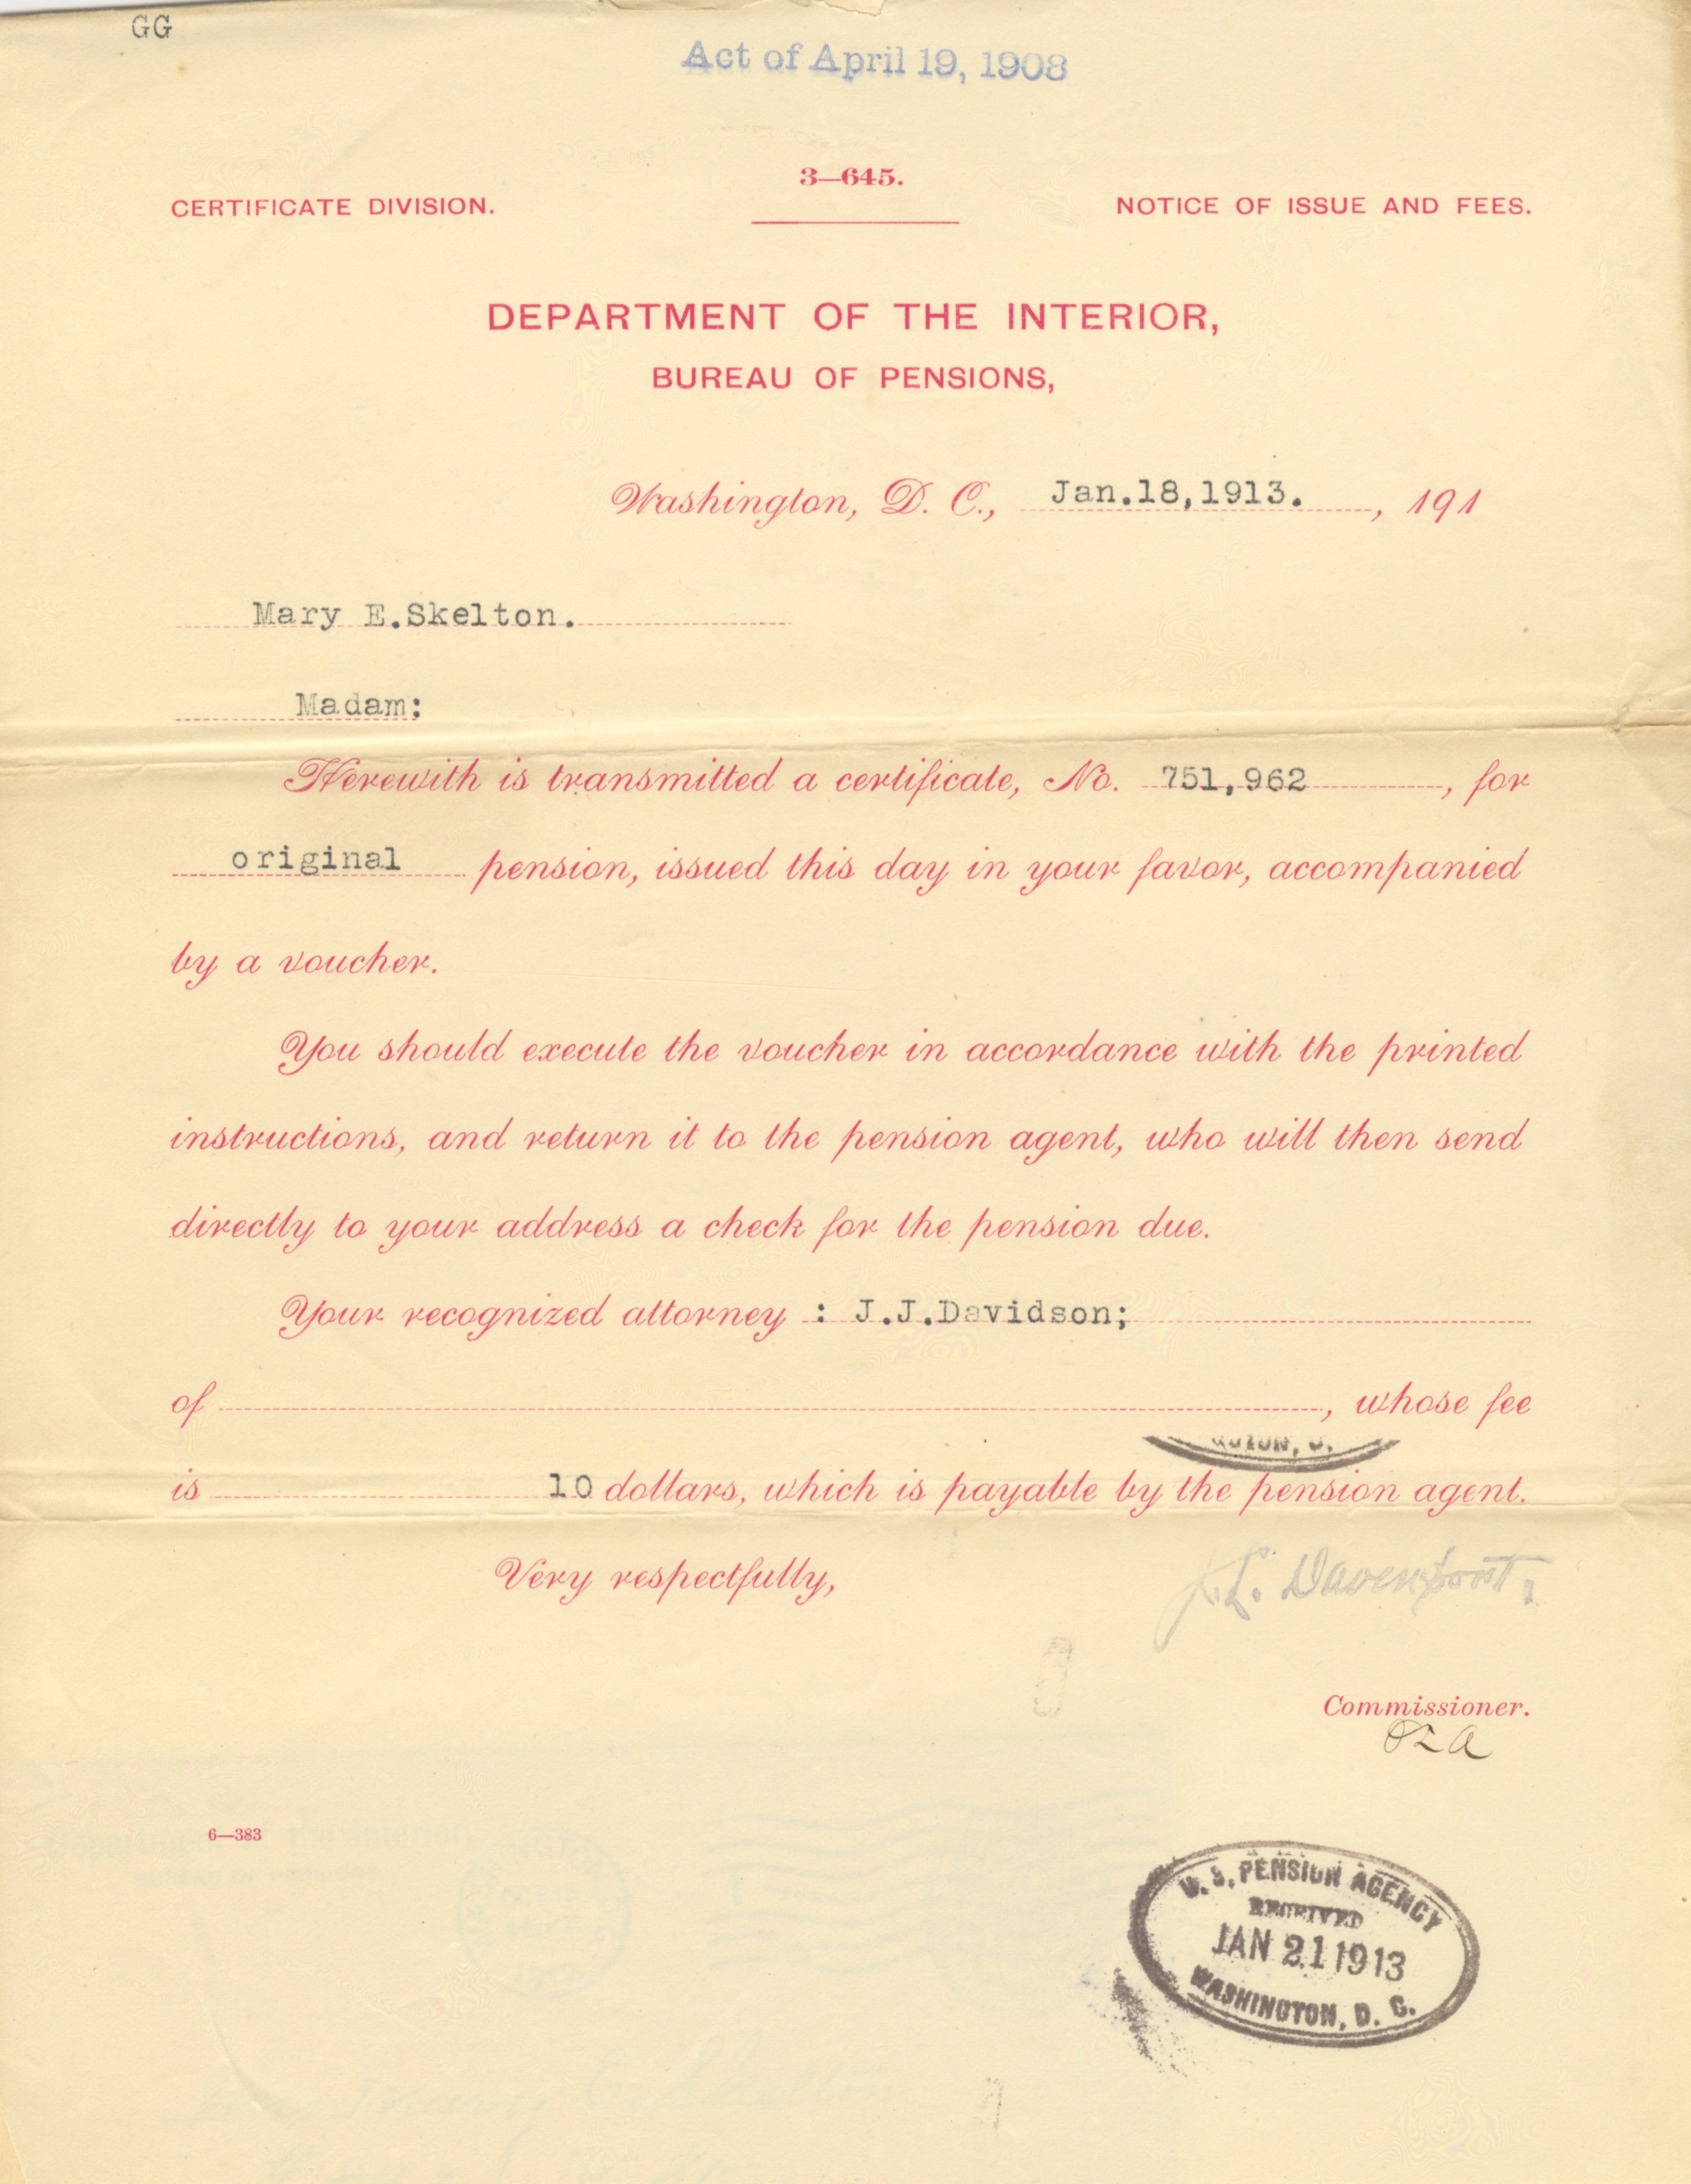 GG
Act of April 19, 1908
3—645.
CERTIFICATE DIVISION.
NOTICE OF ISSUE AND FEES.
DEPARTMENT OF THE INTERIOR,
BUREAU OF PENSIONS,
Washington, D. C., Jan.18,1913. , 191
Mary E.Skelton.
Madam;
Herewith is transmitted a certificate, No. 751,962 , for
original pension, issued this day in your favor, accompanied
by a voucher.
You should execute the voucher in accordance with the printed
instructions, and return it to the pension agent, who will then send
directly to your address a check for the pension due.
Your recognized attorney : J.J.Davidson;
of , whose fee
is 10 dollars, which is payable by the pension agent.
Very respectfully,
J.L. Davenport.
Commissioner.
6—383
U. S. PENSION AGENCY
RECEIVED
JAN 21 1913
WASHINGTON, D. C.